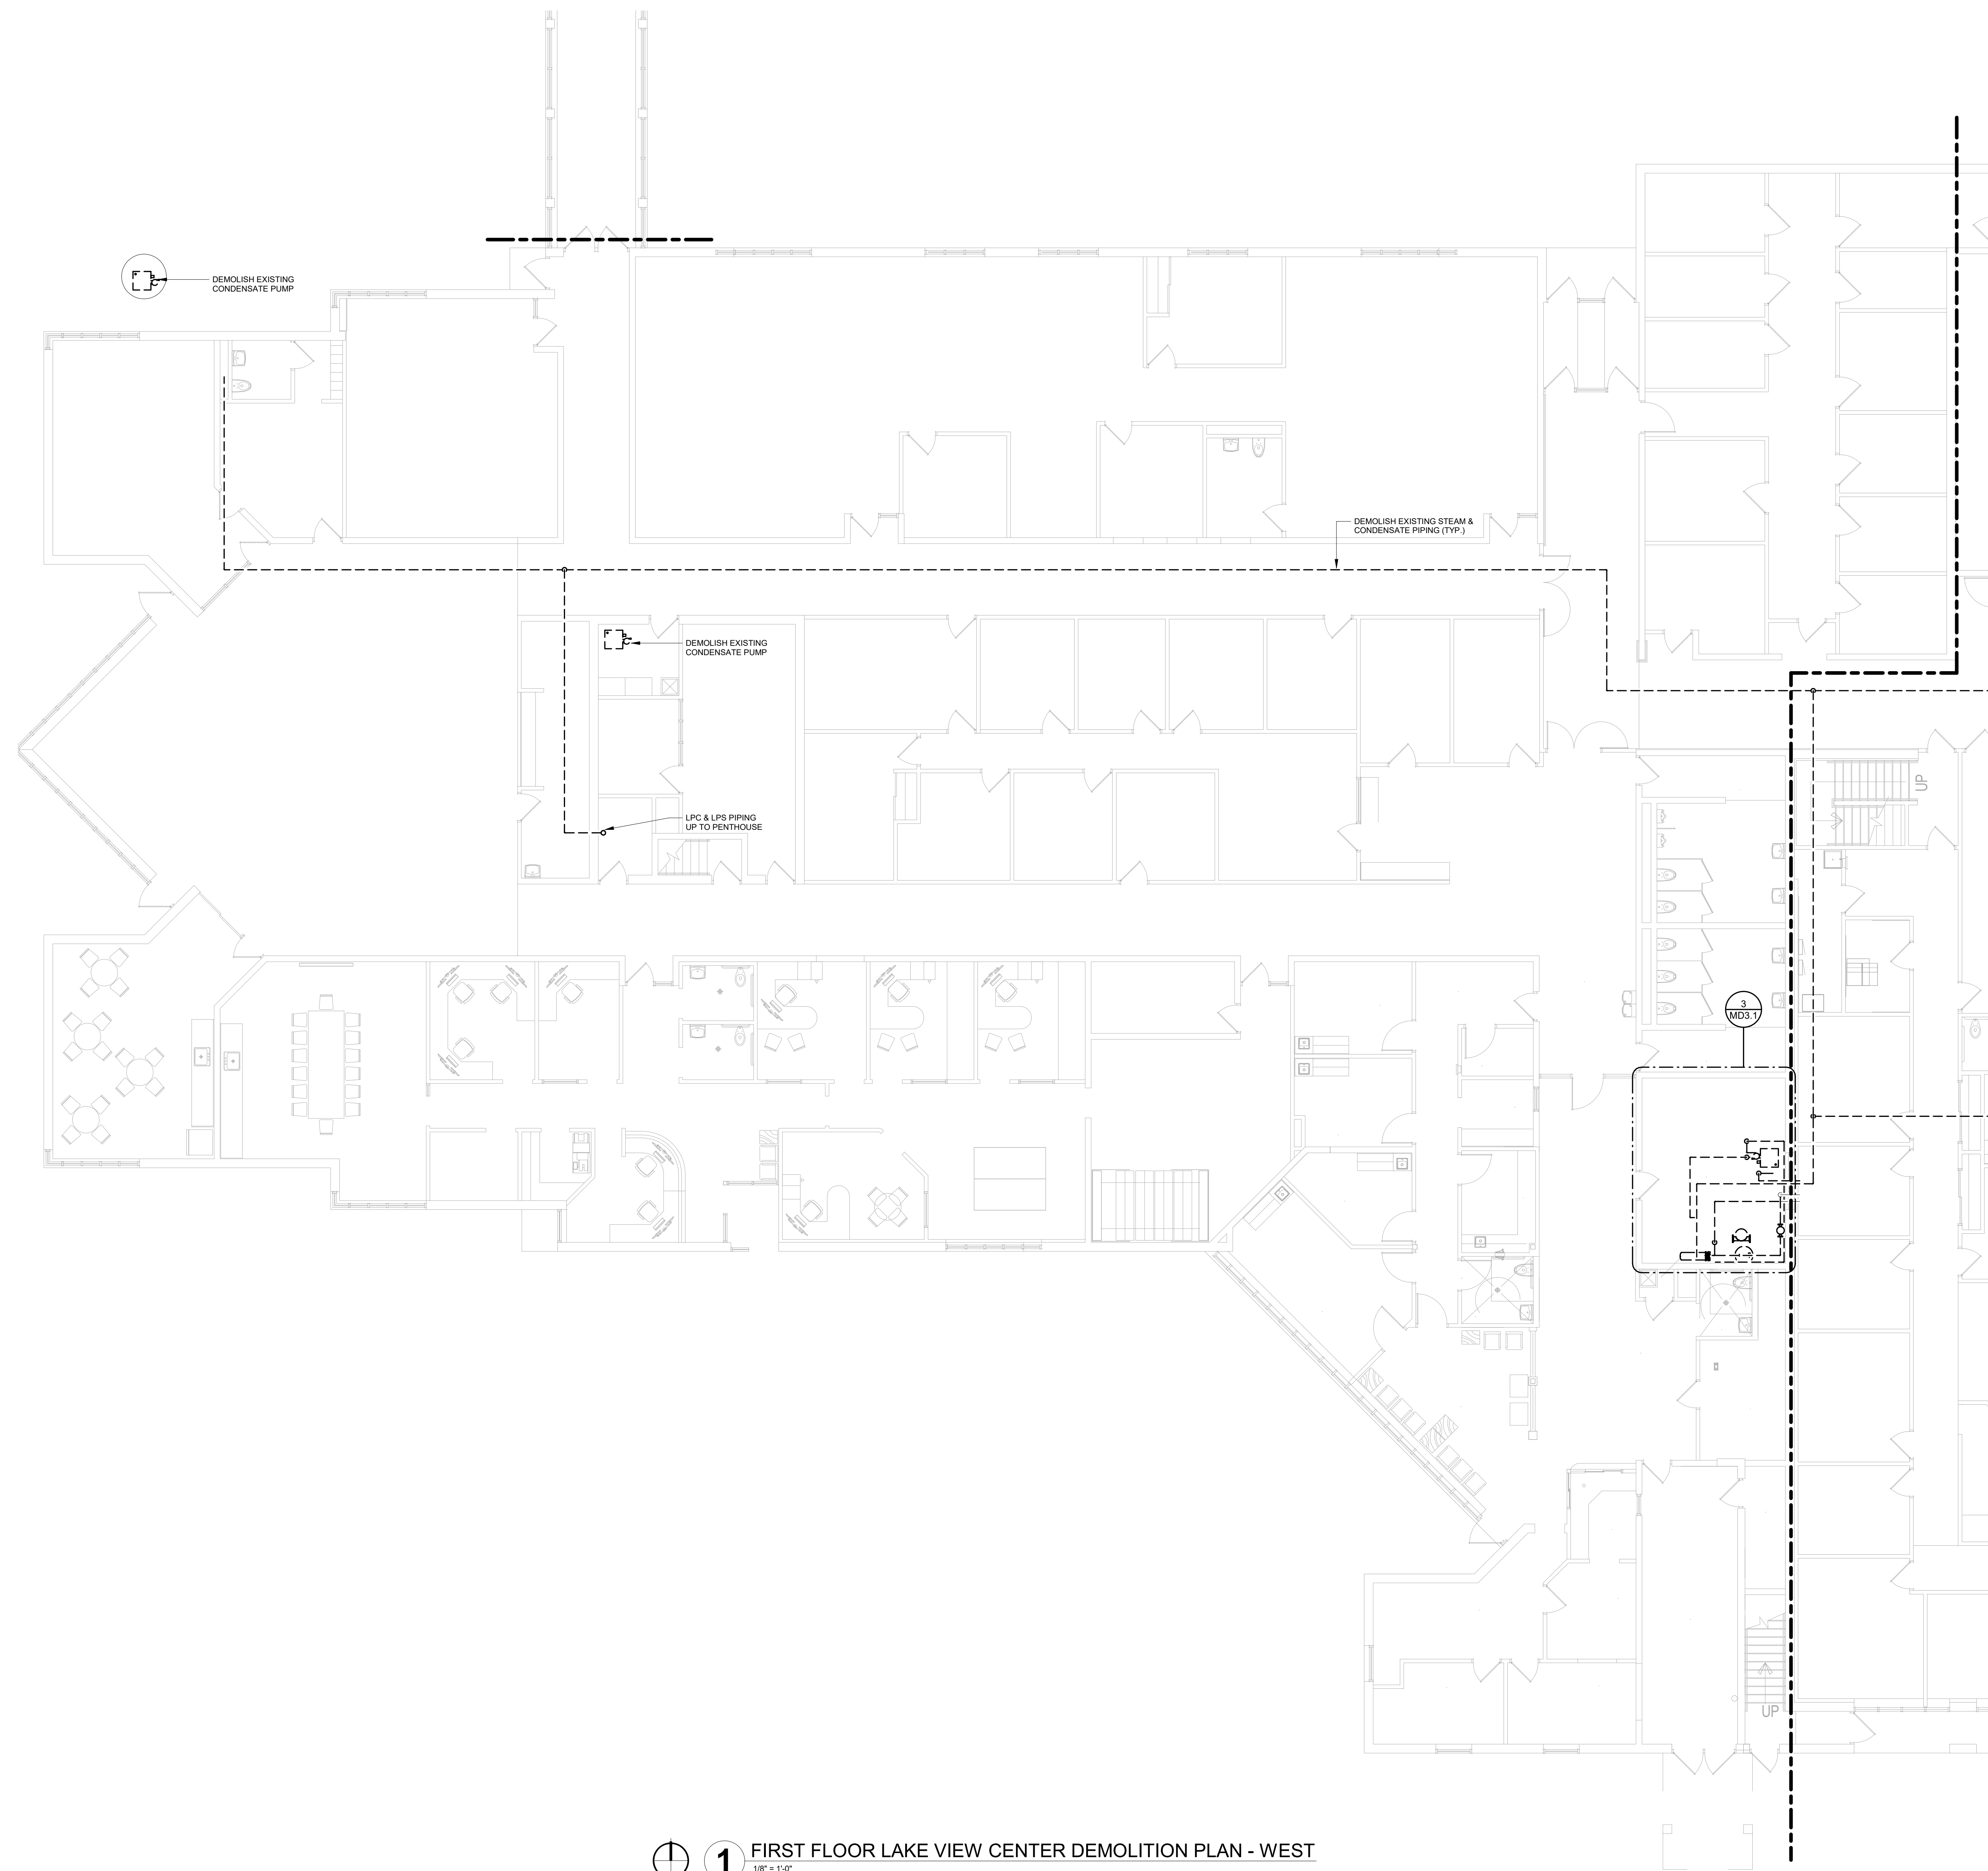 DEMOLISH EXISTING
CONDENSATE PUMP
DEMOLISH EXISTING STEAM &
CONDENSATE PIPING (TYP.)
DEMOLISH EXISTING
CONDENSATE PUMP
UP
LPC & LPS PIPING
UP TO PENTHOUSE
3
MD3.1
UP
1
FIRST FLOOR LAKE VIEW CENTER DEMOLITION PLAN - WEST
1/8" = 1'-0"